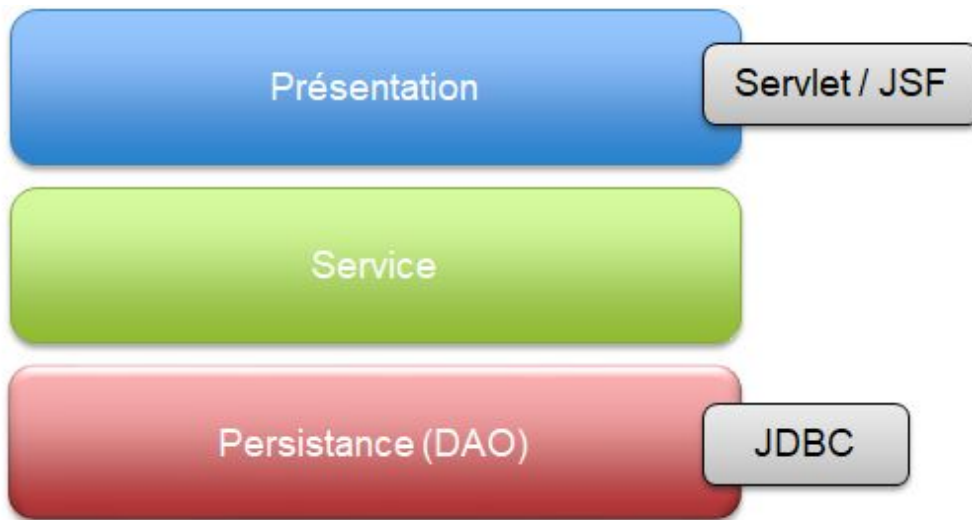 Présentation
Servlet / JSF
Service
Persistance (DAO)
JDBC